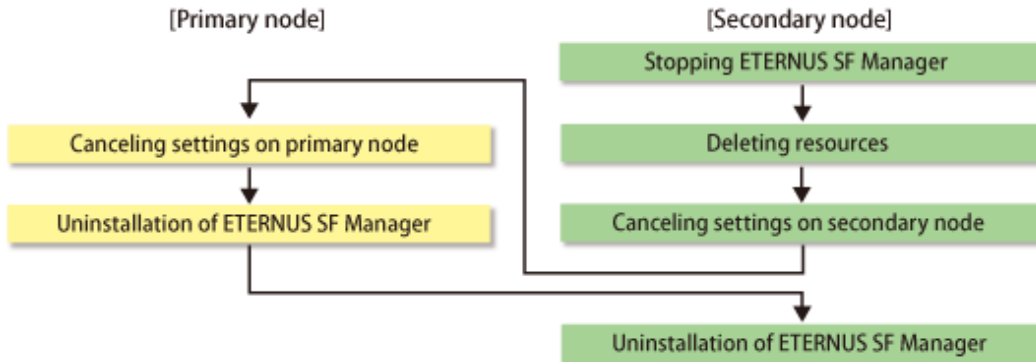 [Primary node]
[Secondary node]
Stopping ETERNUS SF Manager
Canceling settings on primary node
Deleting resources
Uninstallation of ETERNUS SF Manager
Canceling settings on secondary node
Uninstallation of ETERNUS SF Manager